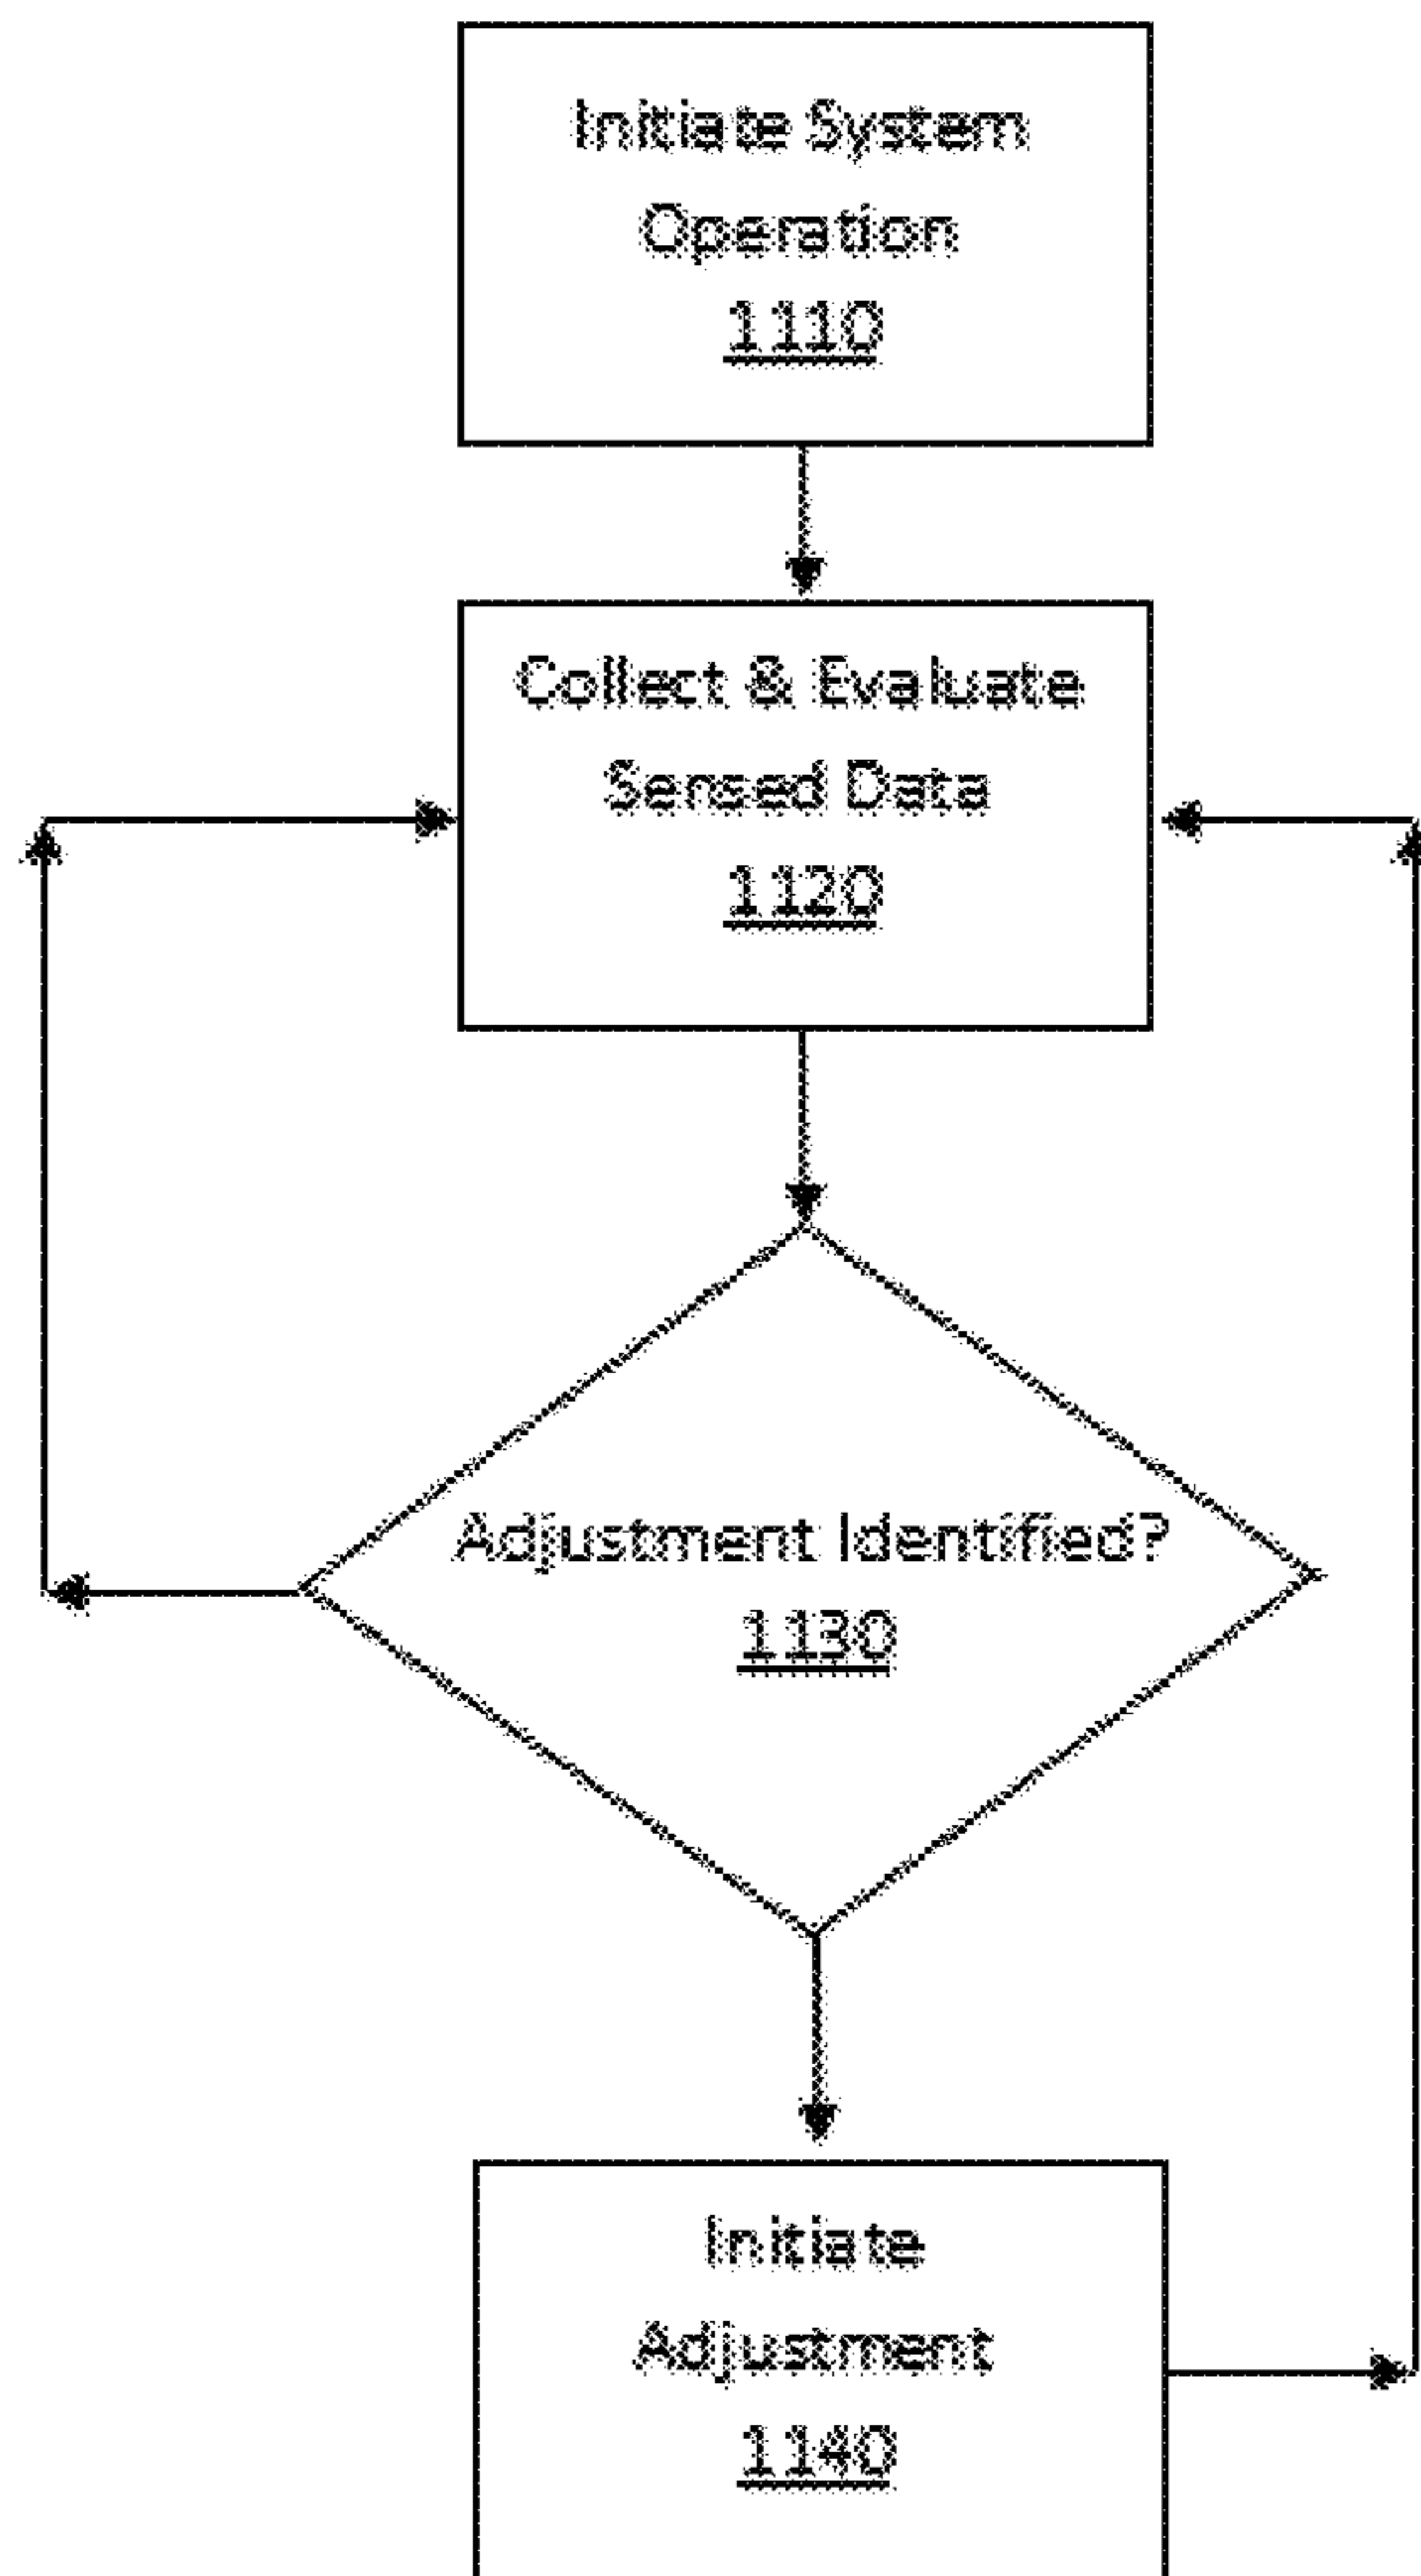 Initiate System
Operation
1110
Collect & Evaluate
Sensed Data
1120
Adjustment Identified?
1130
Initiate
Adjustment
1140